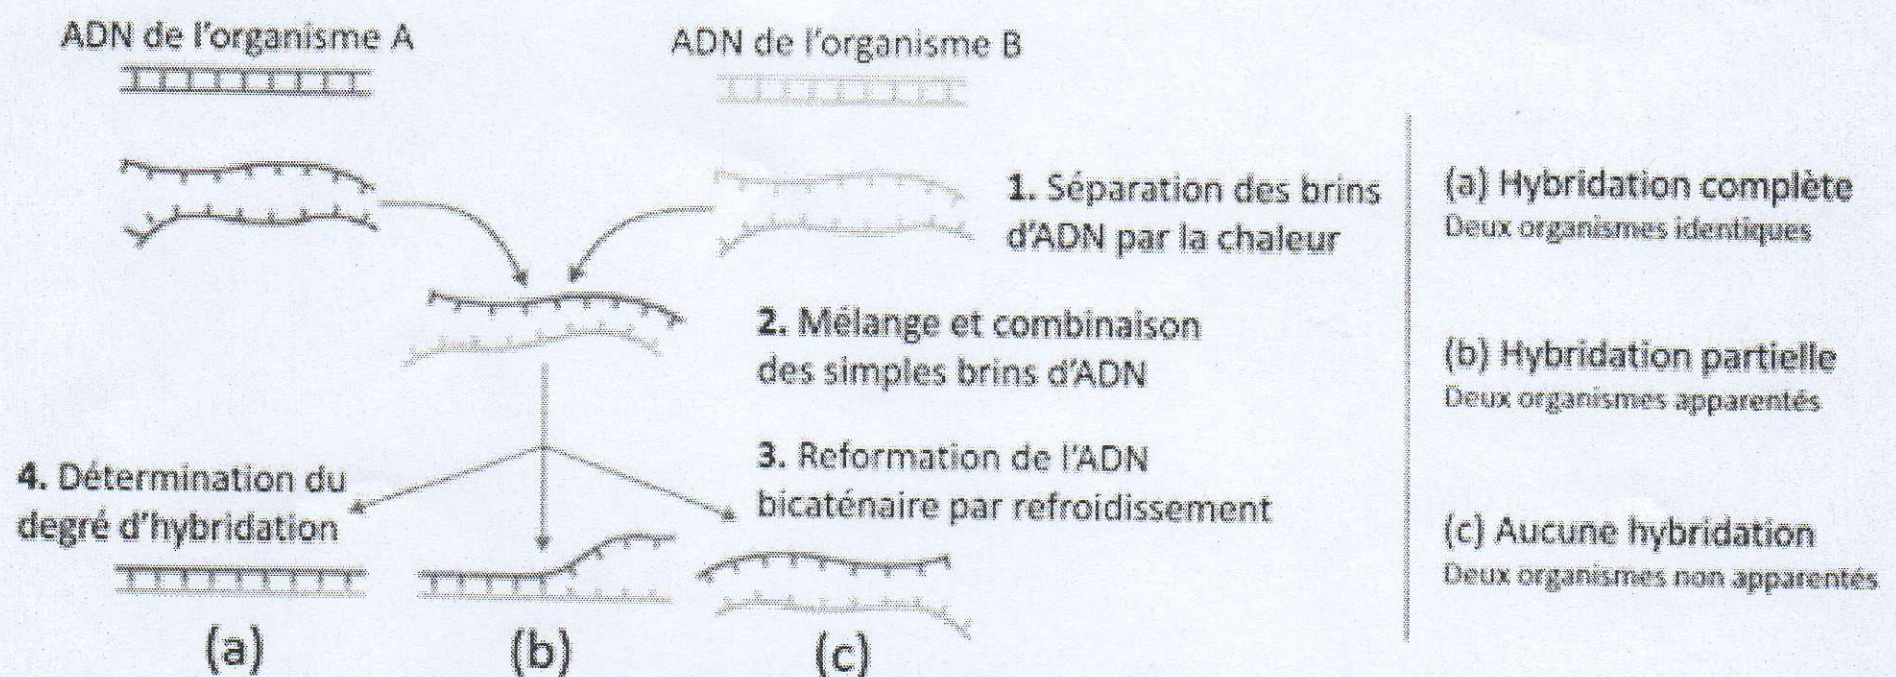 ADN de l'organisme A
ADN de l'organisme B
1. Séparation des brins
d'ADN par la chaleur
2. Mélange et combinaison
des simples brins d'ADN
3. Reformation de l'ADN
bicaténaire par refroidissement
4. Détermination du
degré d'hybridation
(a)
(b)
(c)
(a) Hybridation complète
Deux organismes identiques
(b) Hybridation partielle
Deux organismes apparentés
(c) Aucune hybridation
Deux organismes non apparentés